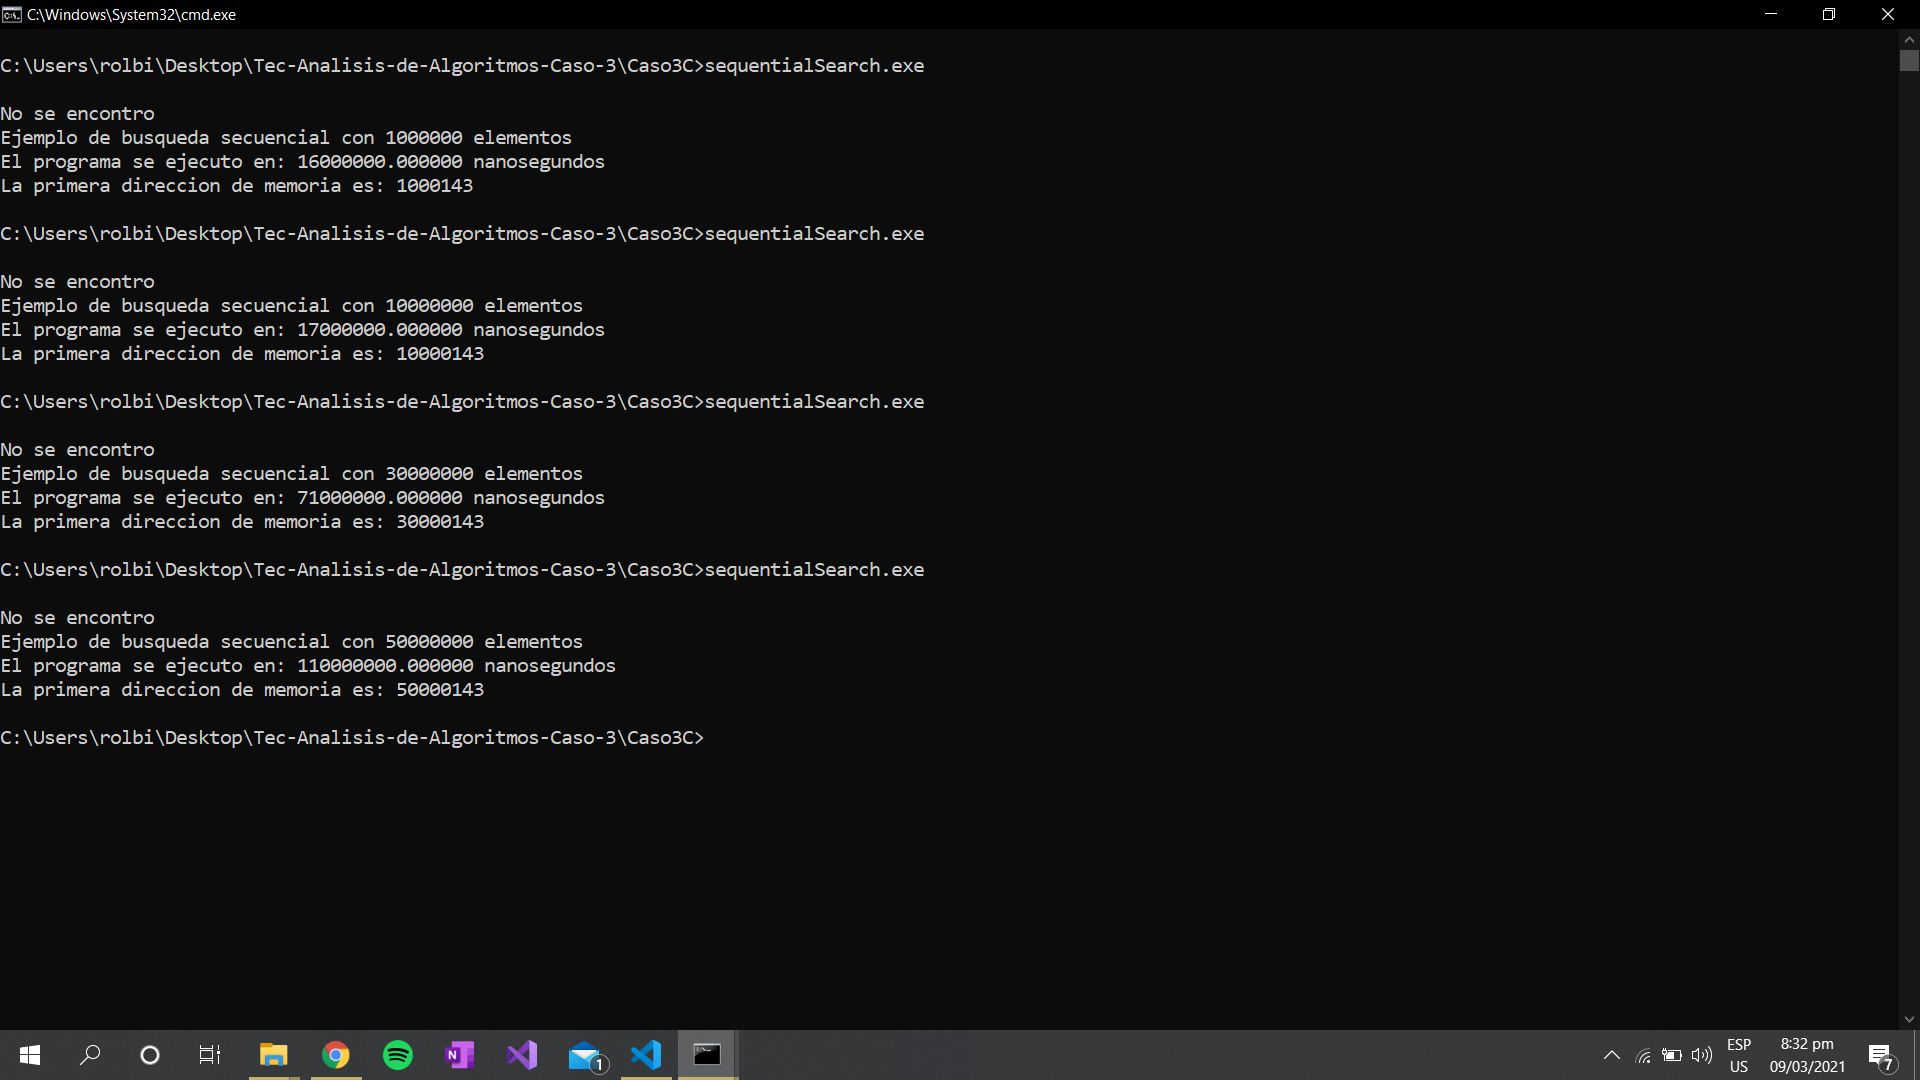 C:\Windows\System32\cmd.exe
C:\Users\rolbi\Desktop\Tec-Analisis-de-Algoritmos-Caso-3\Caso3C>sequentialSearch.exe
No se encontro
Ejemplo de busqueda secuencial con 1000000 elementos
El programa se ejecuto en: 16000000.000000 nanosegundos
La primera direccion de memoria es: 1000143
C:\Users\rolbi\Desktop\Tec-Analisis-de-Algoritmos-Caso-3\Caso3C>sequentialSearch.exe
No se encontro
Ejemplo de busqueda secuencial con 10000000 elementos
El programa se ejecuto en: 17000000.000000 nanosegundos
La primera direccion de memoria es: 10000143
C:\Users\rolbi\Desktop\Tec-Analisis-de-Algoritmos-Caso-3\Caso3C>sequentialSearch.exe
No se encontro
Ejemplo de busqueda secuencial con 30000000 elementos
El programa se ejecuto en: 71000000.000000 nanosegundos
La primera direccion de memoria es: 30000143
C:\Users\rolbi\Desktop\Tec-Analisis-de-Algoritmos-Caso-3\Caso3C>sequentialSearch.exe
No se encontro
Ejemplo de busqueda secuencial con 50000000 elementos
El programa se ejecuto en: 110000000.000000 nanosegundos
La primera direccion de memoria es: 50000143
C:\Users\rolbi\Desktop\Tec-Analisis-de-Algoritmos-Caso-3\Caso3C>
N
1
ESP
US
8:32 pm
09/03/2021
7